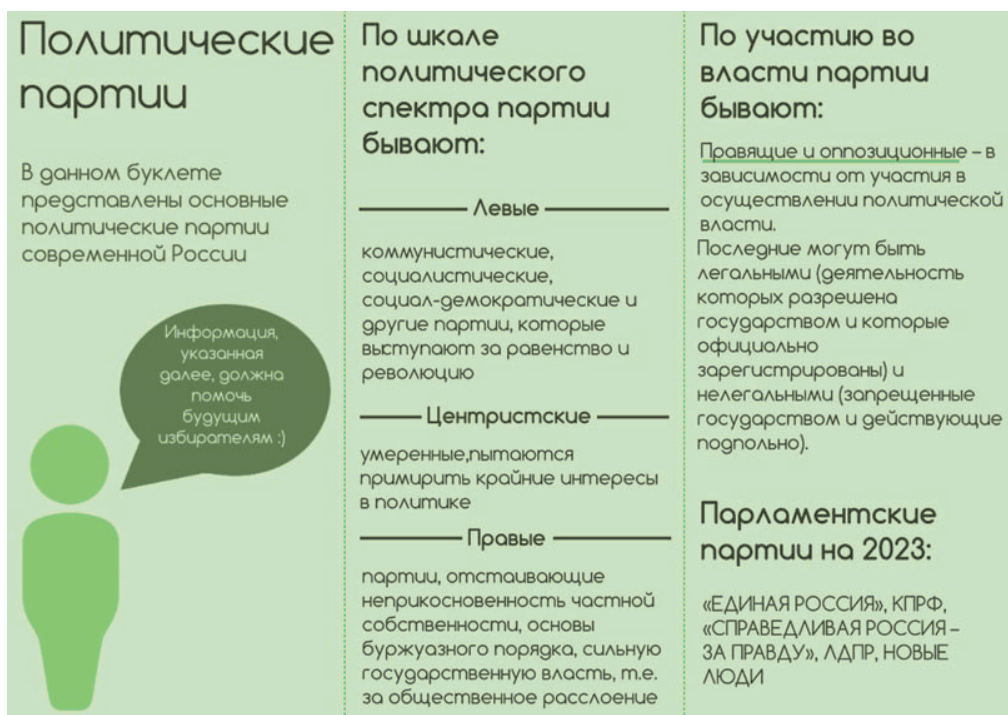 Политические
партии
В данном буклете
представлены основные
политические партии
современной России
Информация,
указанная
далее, должна
помочь
будущим
избирателям :)
По шкале
политического
спектра партии
бывают:
Левые
коммунистические,
социалистические,
социал-демократические и
другие партии, которые
выступают за равенство и
революцию
Центристские
умеренные,пытаются
примирить крайние интересы
в политике
Правые
партии, отстаивающие
неприкосновенность частной
собственности, основы
буржуазного порядка, сильную
государственную власть, т.е.
за общественное расслоение
По участию во
власти партии
бывают:
Правящие и оппозиционные – в
зависимости от участия в
осуществлении политической
власти.
Последние могут быть
легальными (деятельность
которых разрешена
государством и которые
официально
зарегистрированы) и
нелегальными (запрещенные
государством и действующие
подпольно).
Парламентские
партии на 2023:
«ЕДИНАЯ РОССИЯ», КПРФ,
«СПРАВЕДЛИВАЯ РОССИЯ –
ЗА ПРАВДУ», ЛДПР, НОВЫЕ
ЛЮДИ